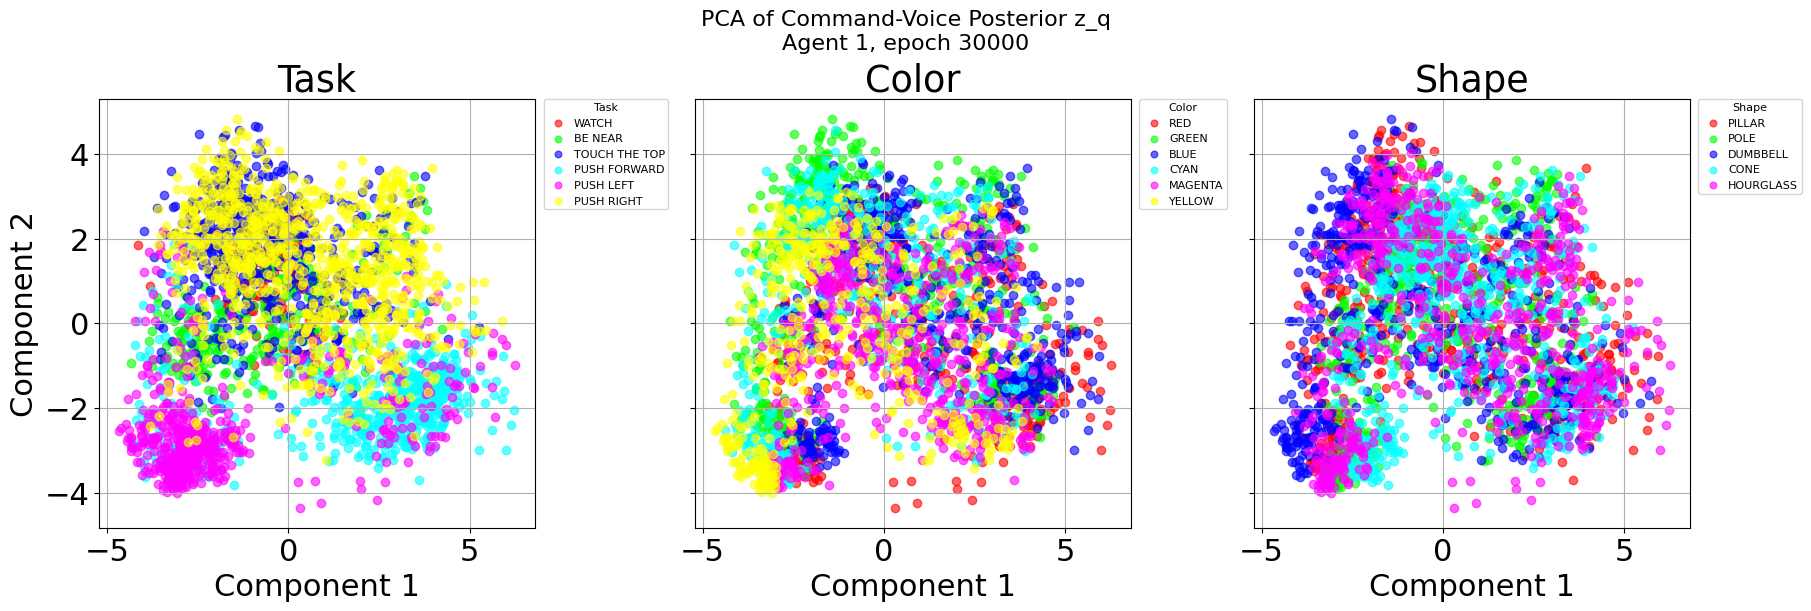 PCA of Command-Voice Posterior z_q
Agent 1, epoch 30000
Task
Component 2
4
2
0
−2
−4
−5
0
5
Component 1
Task
WATCH
BE NEAR
TOUCH THE TOP
PUSH FORWARD
PUSH LEFT
PUSH RIGHT
Color
−5
0
5
Component 1
Color
RED
GREEN
BLUE
CYAN
MAGENTA
YELLOW
Shape
−5
0
5
Component 1
Shape
PILLAR
POLE
DUMBBELL
CONE
HOURGLASS